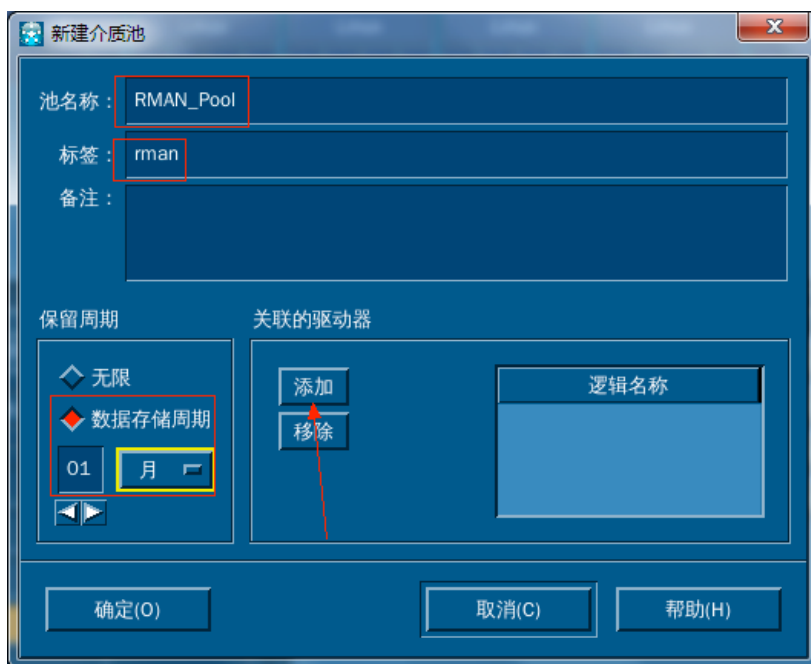 新建介质池
池名称： RMAN_Pool
标签： rman
备注：
保留周期 关联的驱动器
无限
数据存储周期
01 月
添加
移除
逻辑名称
确定(O) 取消(C) 帮助(H)